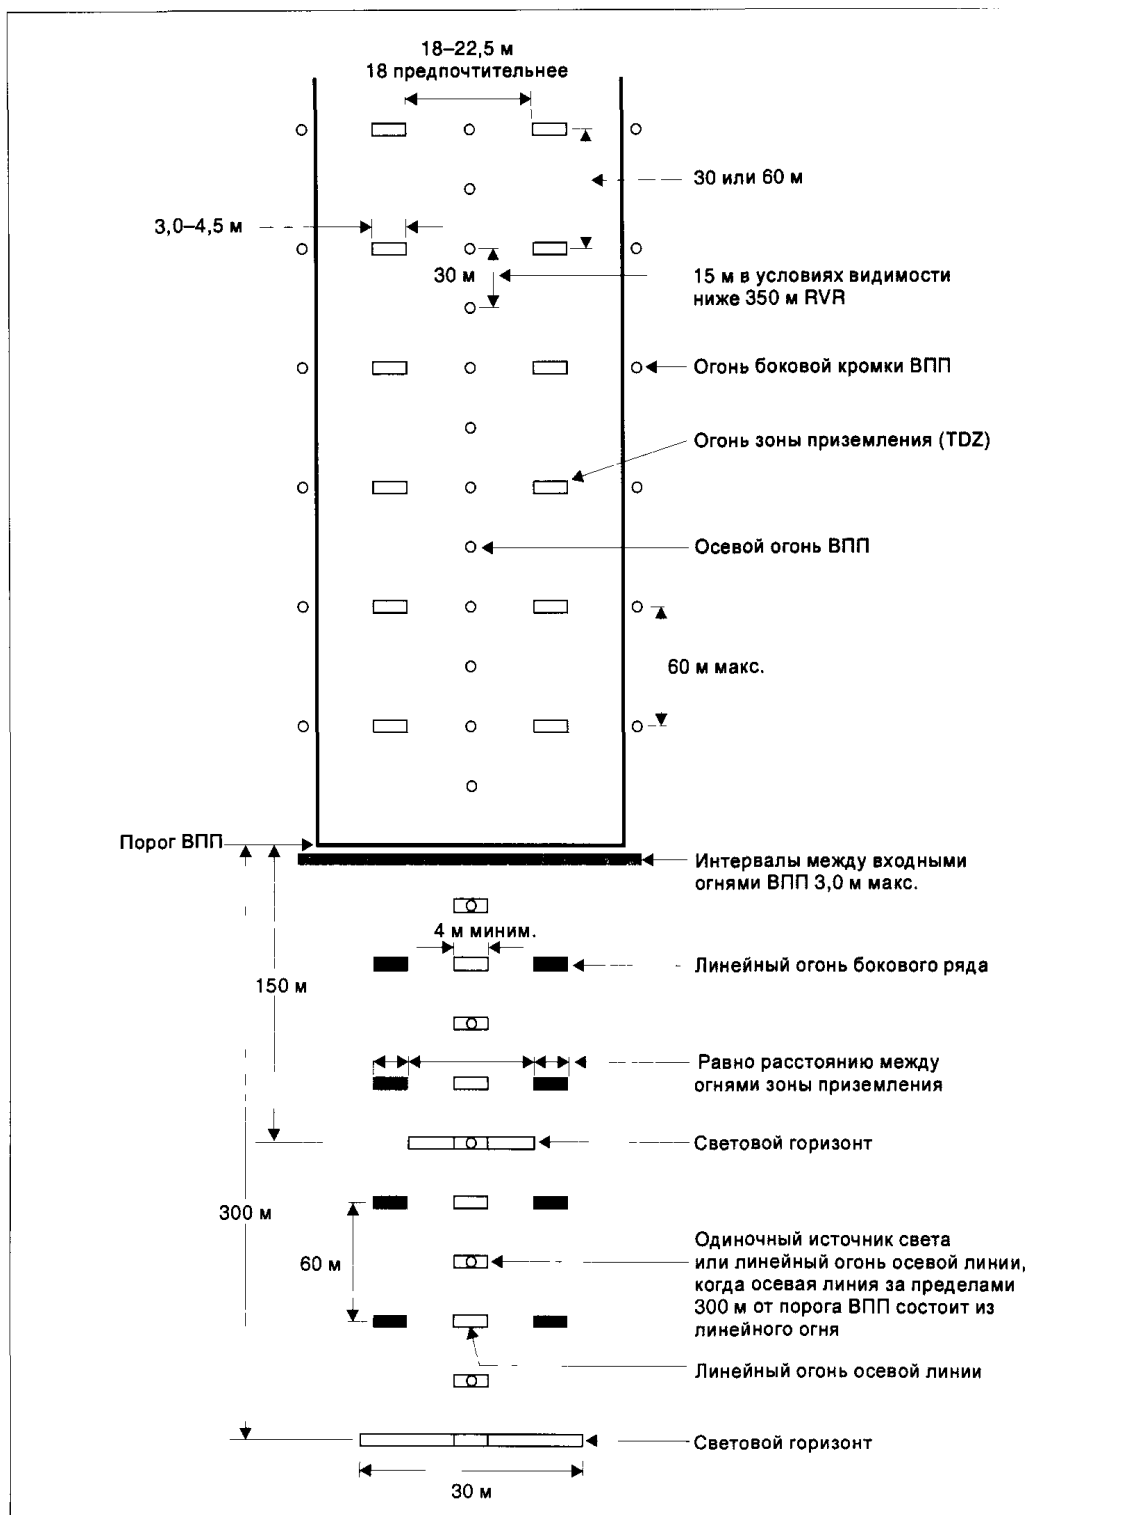 18–22,5 м
18 предпочтительнее
30 или 60 м
3,0–4,5 м
30 м
15 м в условиях видимости
ниже 350 м RVR
Огонь боковой кромки ВПП
Огонь зоны приземления (TDZ)
Осевой огонь ВПП
60 м макс.
Порог ВПП
Интервалы между входными
огнями ВПП 3,0 м макс.
4 м миним.
Линейный огонь бокового ряда
150 м
Равно расстоянию между
огнями зоны приземления
Световой горизонт
300 м
60 м
Одиночный источник света
или линейный огонь осевой линии,
когда осевая линия за пределами
300 м от порога ВПП состоит из
линейного огня
Линейный огонь осевой линии
Световой горизонт
30 м